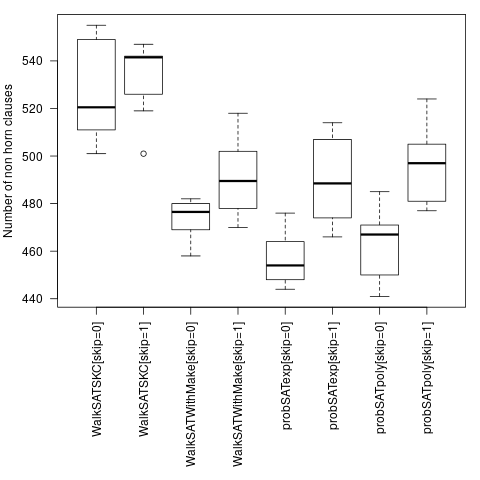 Number of non horn clauses
540
520
500
480
460
440
WalkSATSKC[skip=0]
WalkSATSKC[skip=1]
WalkSATWithMake[skip=0]
WalkSATWithMake[skip=1]
probSATexp[skip=0]
probSATexp[skip=1]
probSATpoly[skip=0]
probSATpoly[skip=1]